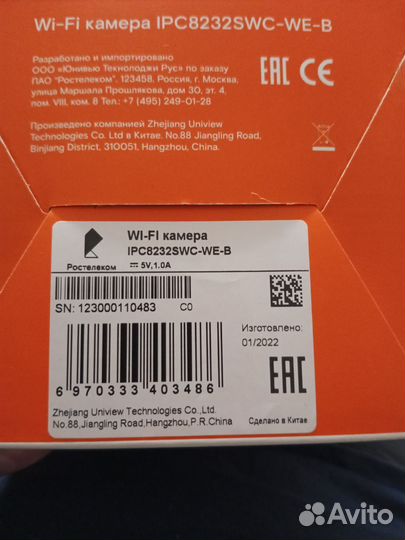 Wi-Fi камера IPC8232SWC-WE-B
Разработано и импортировано
ООО «Юнивью Текнолоджи Рус» по заказу
ПАО "Ростелеком", 123458, Россия, г. Москва,
улица Маршала Прошлякова, дом 30, эт. 4,
пом. VIII, ком. 8 Тел.: +7 (495) 249-01-28
EAC CE
Произведено компанией Zhejiang Uniview
Technologies Co., Ltd в Китае. No.88 Jiangling Road,
Binjiang District, 310051, Hangzhou, China.
Ростелеком
WI-FI камера
IPC8232SWC-WE-B
5V,1.0A
SN: 123000110483
C0
Изготовлено:
01/2022
6 970333 403486
EAC
Zhejiang Uniview Technologies Co.,Ltd.
No.88,Jiangling Road,Hangzhou,P.R.China
Сделано в Китае
Avito